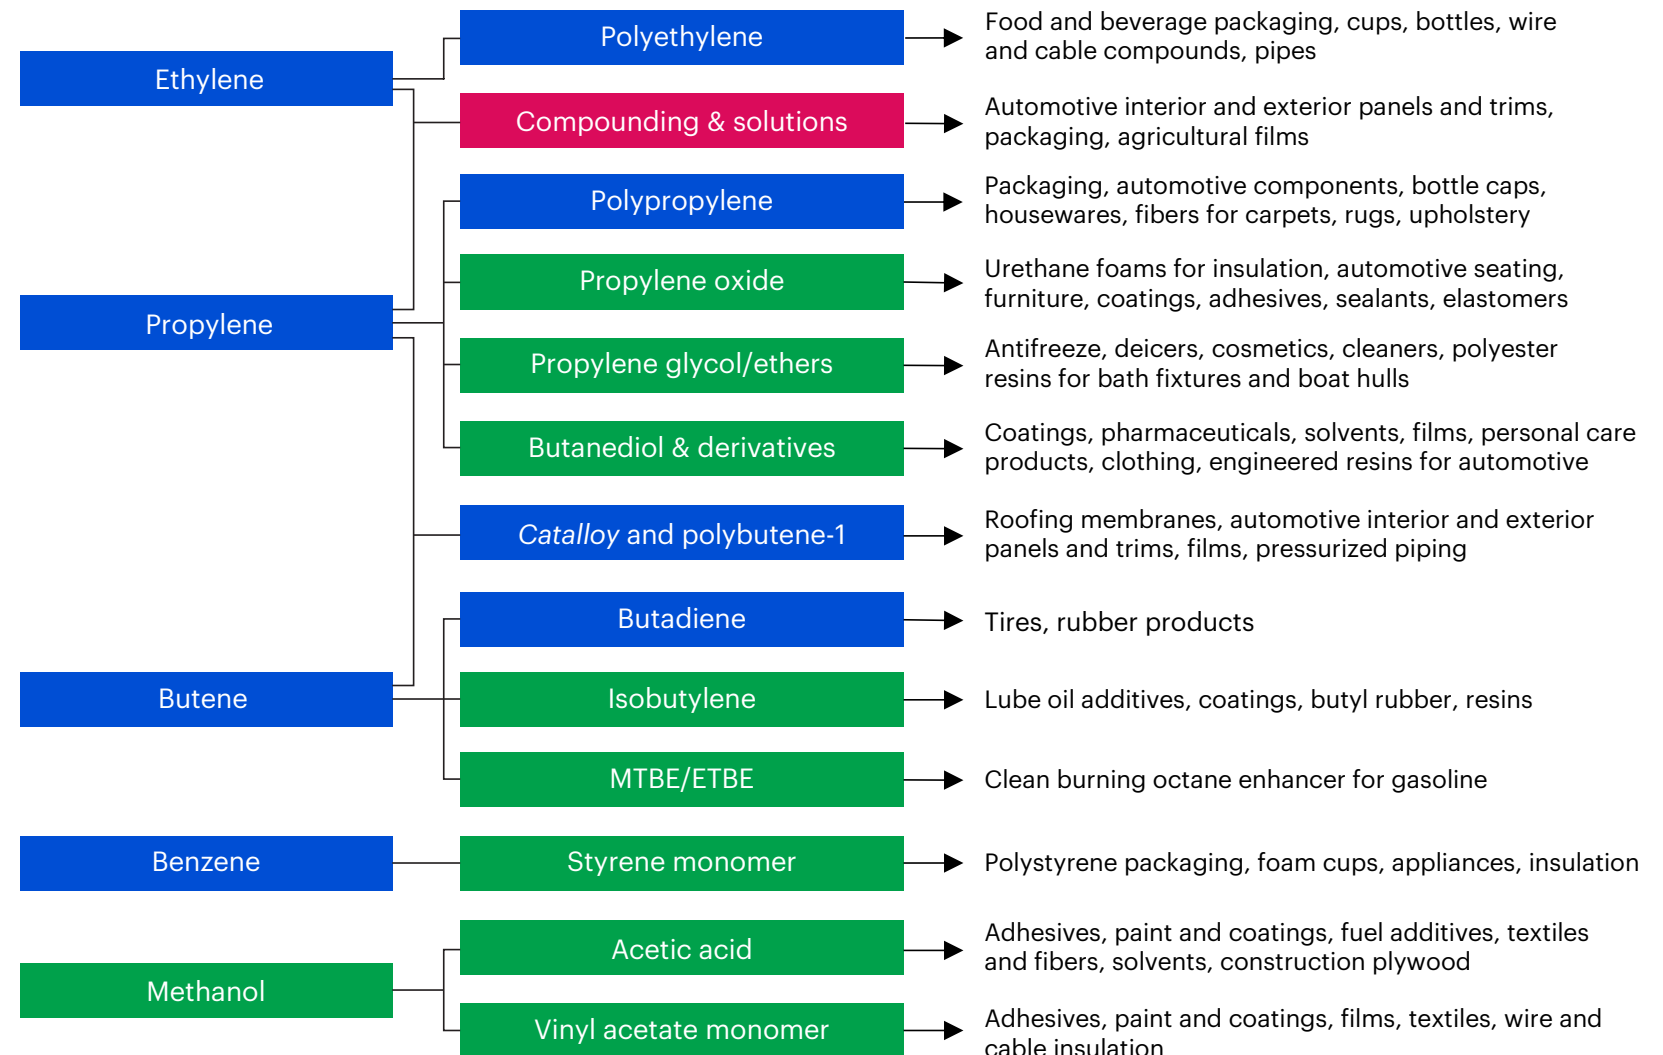 Ethylene
Polyethylene
Food and beverage packaging, cups, bottles, wire
and cable compounds, pipes
Compounding & solutions
Automotive interior and exterior panels and trims,
packaging, agricultural films
Propylene
Polypropylene
Packaging, automotive components, bottle caps,
housewares, fibers for carpets, rugs, upholstery
Propylene oxide
Urethane foams for insulation, automotive seating,
furniture, coatings, adhesives, sealants, elastomers
Propylene glycol/ethers
Antifreeze, deicers, cosmetics, cleaners, polyester
resins for bath fixtures and boat hulls
Butanediol & derivatives
Coatings, pharmaceuticals, solvents, films, personal care
products, clothing, engineered resins for automotive
Catalloy and polybutene-1
Roofing membranes, automotive interior and exterior
panels and trims, films, pressurized piping
Butene
Butadiene
Tires, rubber products
Isobutylene
Lube oil additives, coatings, butyl rubber, resins
MTBE/ETBE
Clean burning octane enhancer for gasoline
Benzene
Styrene monomer
Polystyrene packaging, foam cups, appliances, insulation
Methanol
Acetic acid
Adhesives, paint and coatings, fuel additives, textiles
and fibers, solvents, construction plywood
Vinyl acetate monomer
Adhesives, paint and coatings, films, textiles, wire and
cable insulation